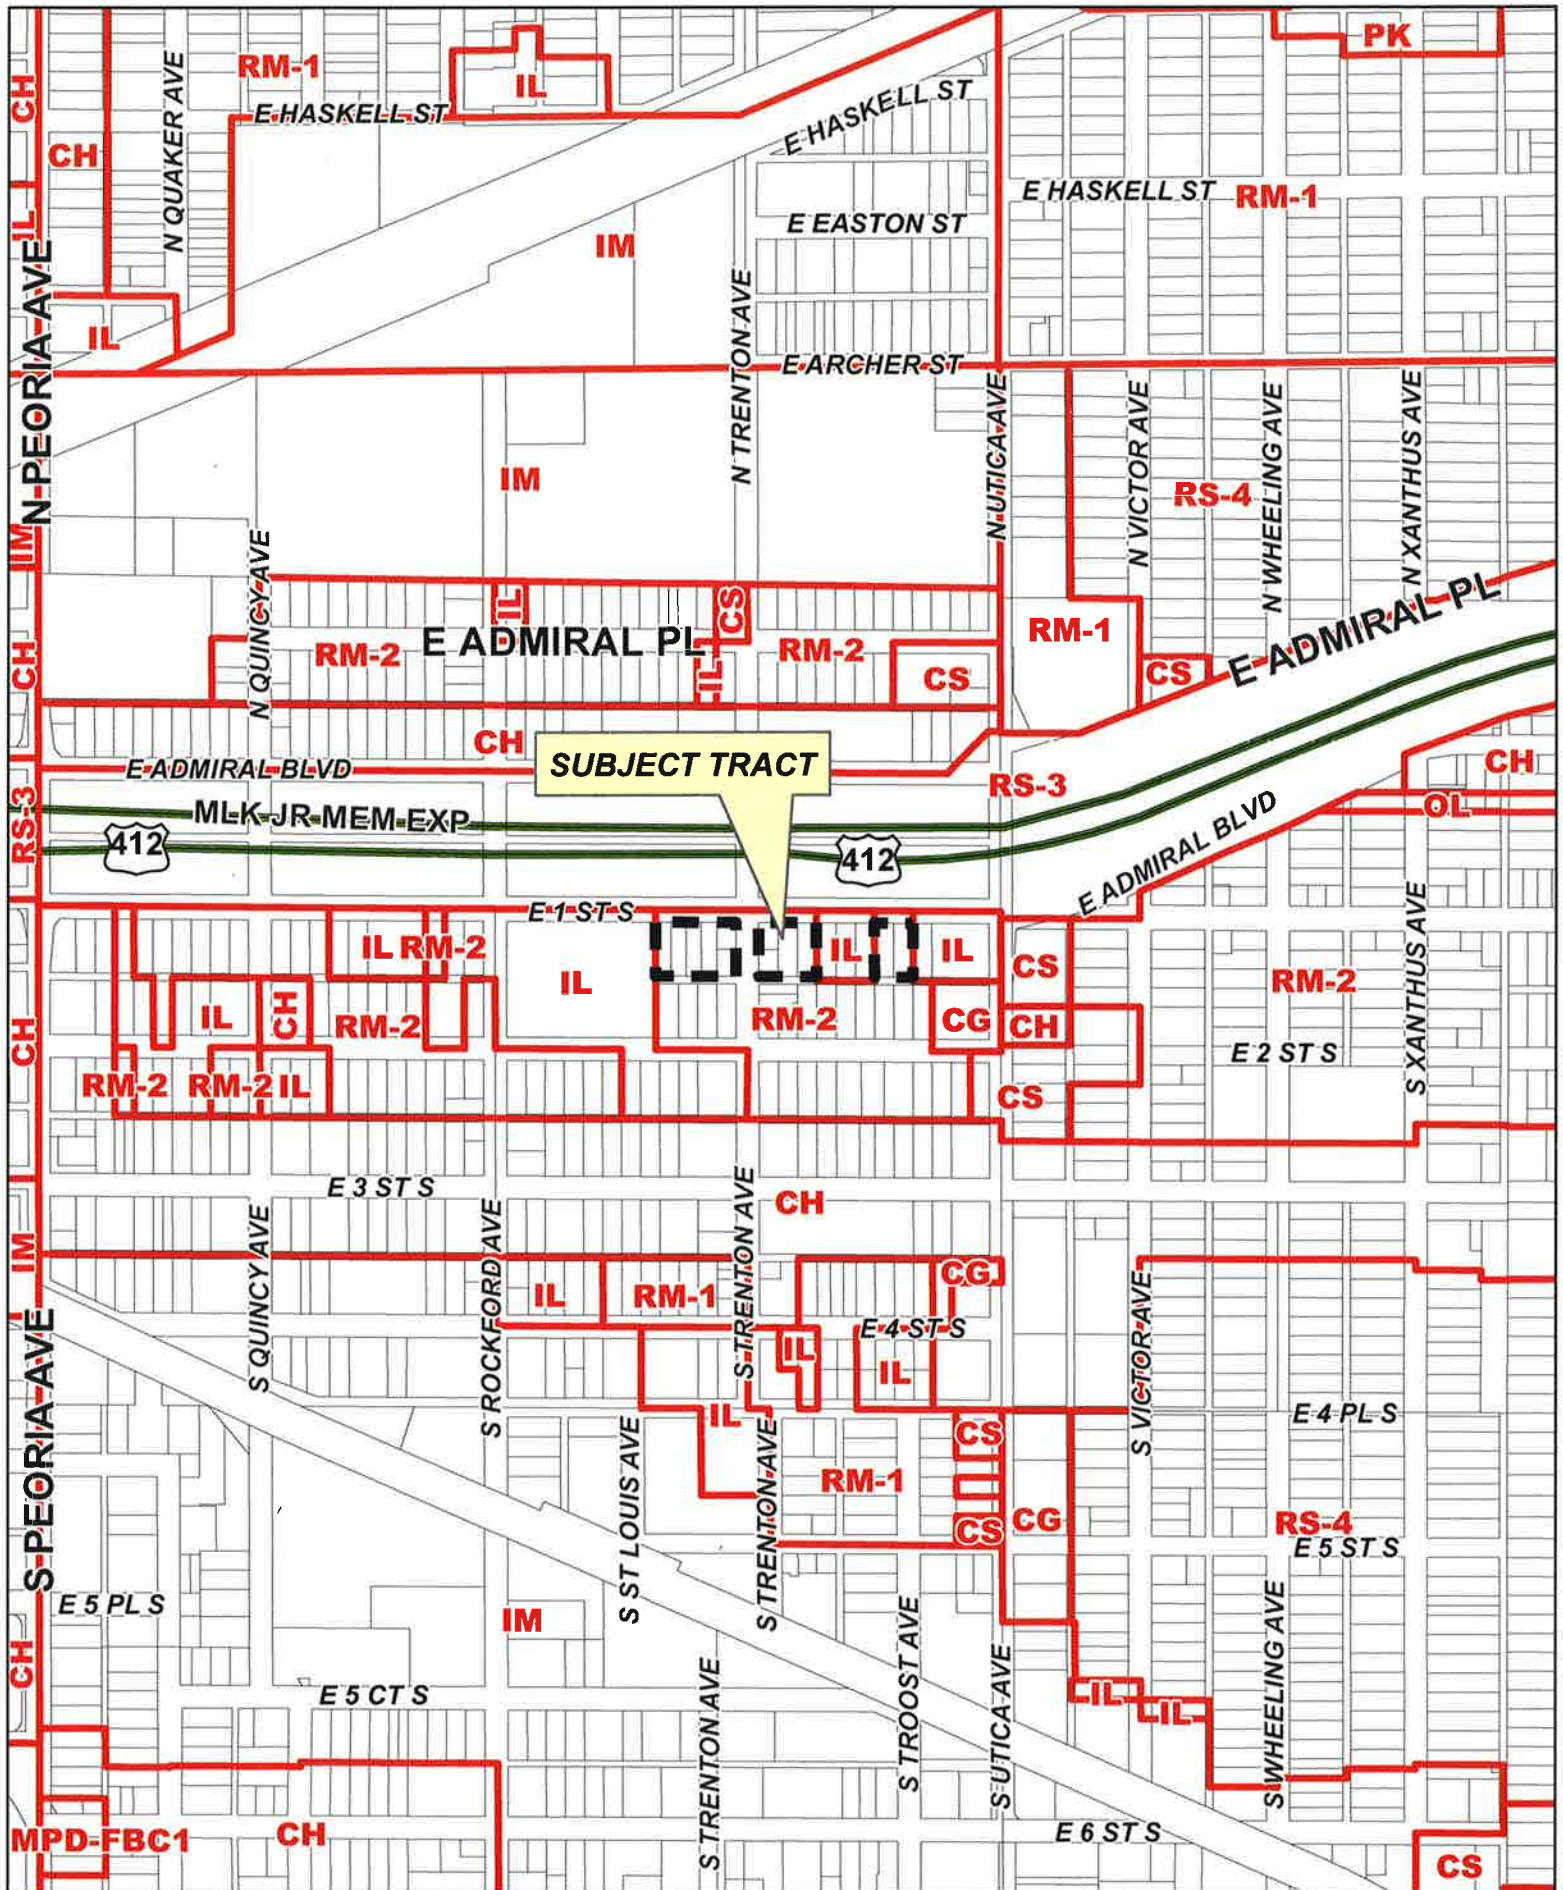 PK
RM-1
CH
IL
E HASKELL ST
E HASKELL ST
CH
N QUAKER AVE
E HASKELL ST
RM-1
IL
E EASTON ST
IM
N PEORIA AVE
IL
N TRENTON AVE
E ARCHER ST
N UTICA AVE
N VICTOR AVE
N WHEELING AVE
N XANTHUS AVE
IM
RS-4
IM
N QUINCY AVE
IL
CS
E ADMIRAL PL
RM-1
E ADMIRAL PL
CH
RM-2
IL
RM-2
CS
CS
CH
SUBJECT TRACT
CH
E ADMIRAL BLVD
RS-3
OL
RS-3
MLK JR MEM EXP
412
412
E ADMIRAL BLVD
E 1 ST S
IL
RM-2
IL
IL
CS
IL
RM-2
S XANTHUS AVE
CH
IL
CH
RM-2
RM-2
CG
CH
E 2 ST S
RM-2
RM-2
IL
CS
E 3 ST S
CH
IM
S QUINCY AVE
S ROCKFORD AVE
S TRENTON AVE
CG
IL
RM-1
E 4 ST S
S VICTOR AVE
IL
IL
S PEORIA AVE
IL
E 4 PL S
CS
S ST LOUIS AVE
S TRENTON AVE
RM-1
CG
CS
RS-4
E 5 ST S
E 5 PL S
IM
CH
S TRENTON AVE
S TROOST AVE
S UTICA AVE
S WHEELING AVE
E 5 CT S
IL
IL
MPD-FBC1
CH
E 6 ST S
CS